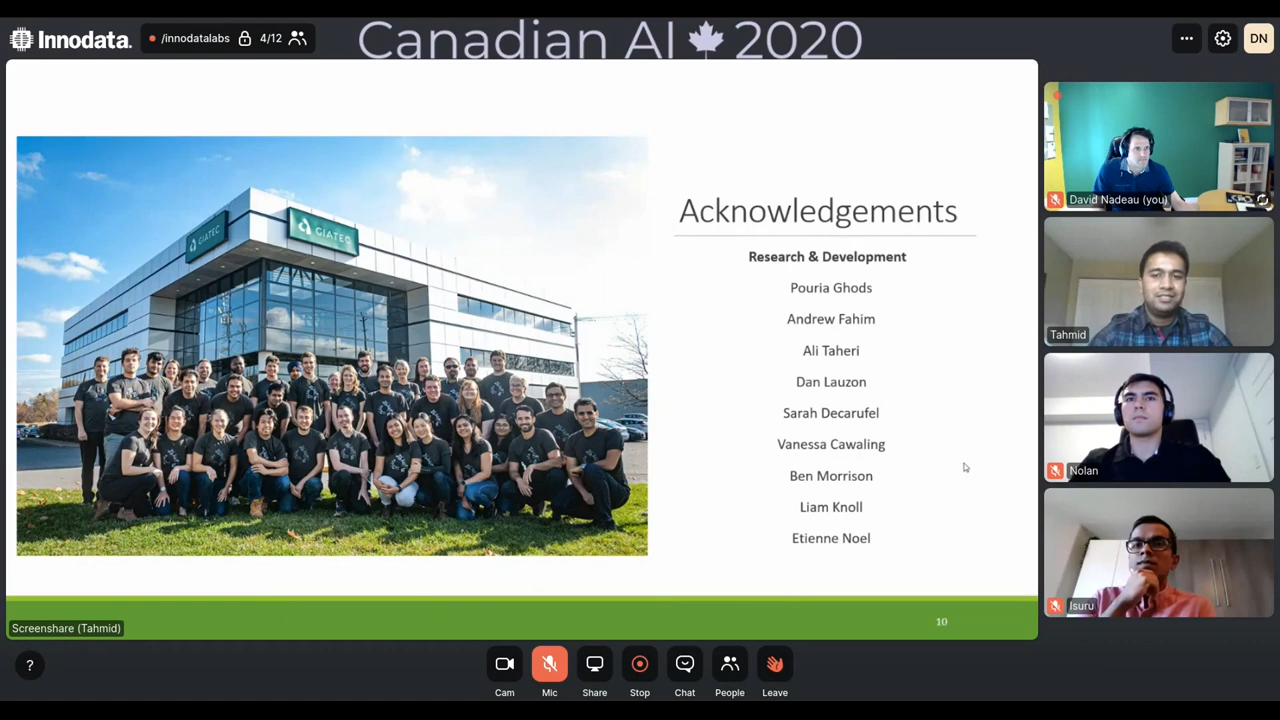 Innodata.
/innodatalabs
4/12
Canadian AI 2020
DN
GIATEC
GIATEC
Acknowledgements
Research & Development
Pouria Ghods
Andrew Fahim
Ali Taheri
Dan Lauzon
Sarah Decarufel
Vanessa Cawaling
Ben Morrison
Liam Knoll
Etienne Noel
10
Screenshare (Tahmid)
David Nadeau (you)
Tahmid
Nolan
Isuru
?
Cam
Mic
Share
Stop
Chat
People
Leave